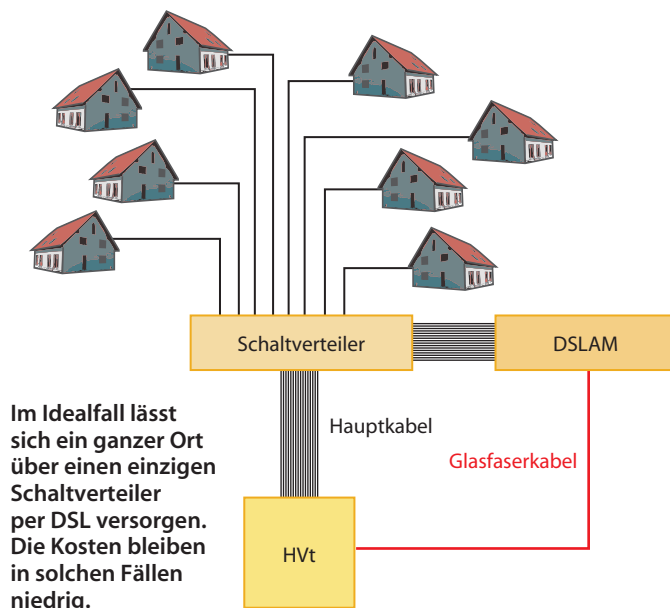 Schaltverteiler
DSLAM
Hauptkabel
Glasfaserkabel
HVt
Im Idealfall lässt
sich ein ganzer Ort
über einen einzigen
Schaltverteiler
per DSL versorgen.
Die Kosten bleiben
in solchen Fällen
niedrig.